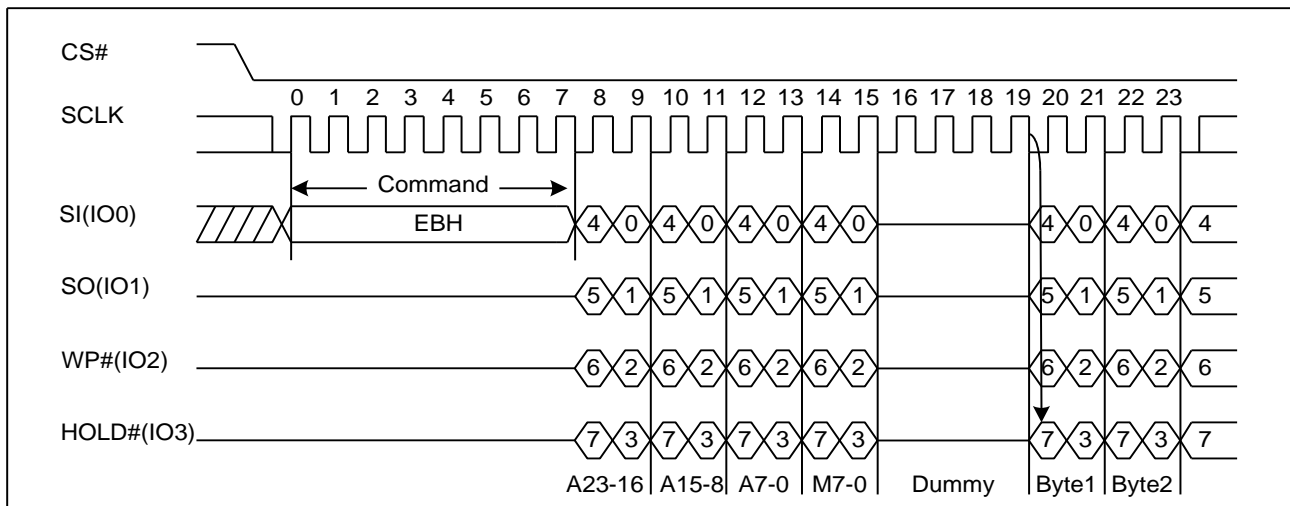 CS#
0 1 2 3 4 5 6 7 8 9 10 11 12 13 14 15 16 17 18 19 20 21 22 23
SCLK
Command
SI(IO0) EBH 4 0 4 0 4 0 4 0 4 0 4 0 4
SO(IO1) 5 1 5 1 5 1 5 1 5 1 5 1 5
WP#(IO2) 6 2 6 2 6 2 6 2 6 2 6 2 6
HOLD#(IO3) 7 3 7 3 7 3 7 3 7 3 7 3 7
A23-16 A15-8 A7-0 M7-0 Dummy Byte1 Byte2